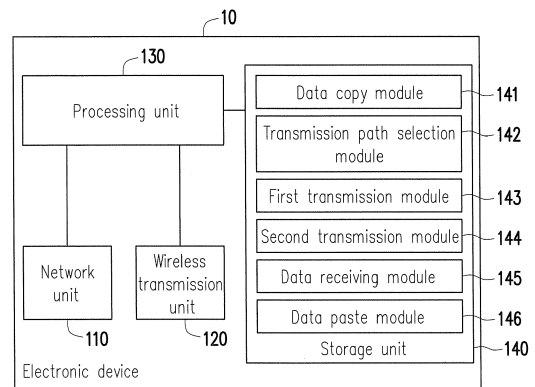 10
130
Processing unit
Data copy module
141
Transmission path selection
module
142
First transmission module
143
Second transmission module
144
Data receiving module
145
Data paste module
146
Storage unit
140
Network
unit
110
Wireless
transmission
unit
120
Electronic device